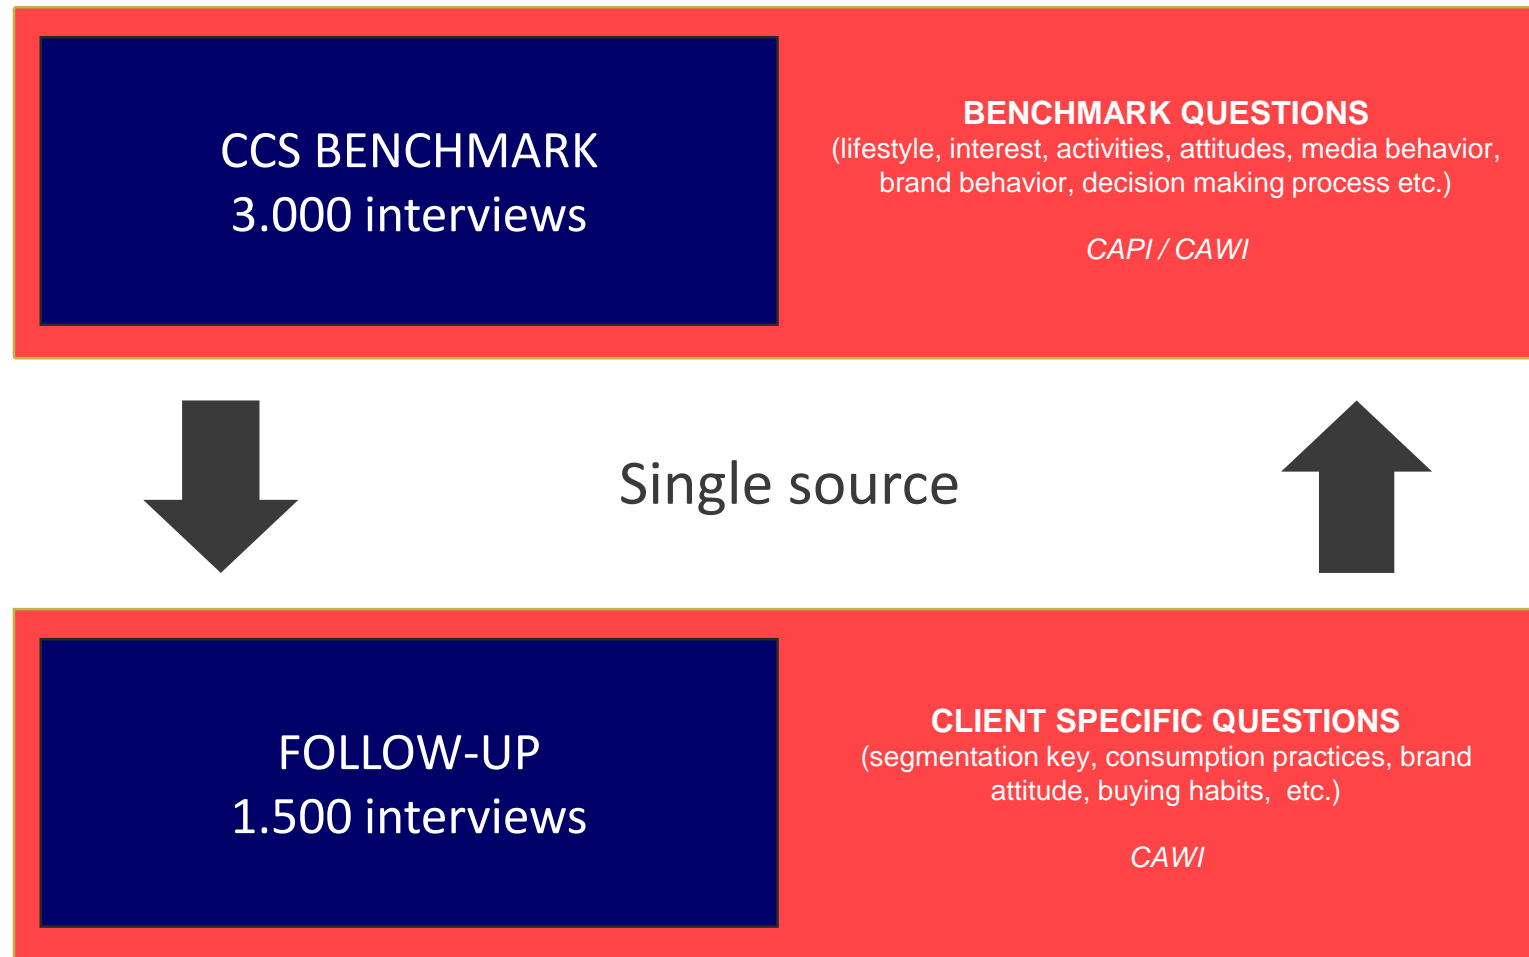 CCS BENCHMARK
3.000 interviews
BENCHMARK QUESTIONS
(lifestyle, interest, activities, attitudes, media behavior,
brand behavior, decision making process etc.)
CAPI / CAWI
Single source
FOLLOW-UP
1.500 interviews
CLIENT SPECIFIC QUESTIONS
(segmentation key, consumption practices, brand
attitude, buying habits,  etc.)
CAWI